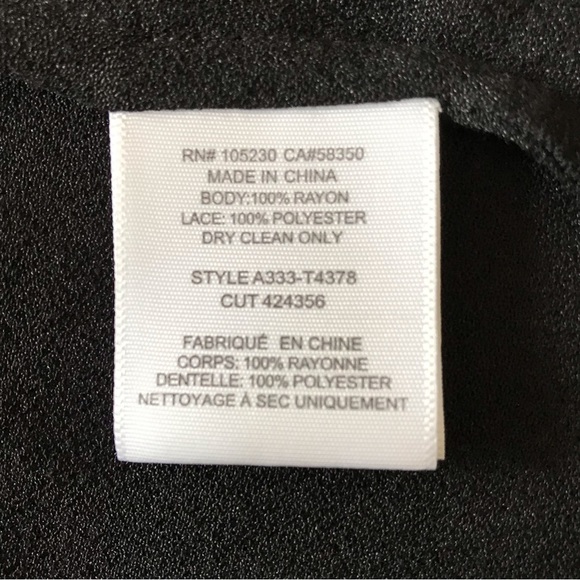 RN# 105230 CA#58350
MADE IN CHINA
BODY:100% RAYON
LACE: 100% POLYESTER
DRY CLEAN ONLY
STYLE A333-T4378
CUT 424356
FABRIQUÉ EN CHINE
CORPS: 100% RAYONNE
DENTELLE: 100% POLYESTER
NETTOYAGE À SEC UNIQUEMENT